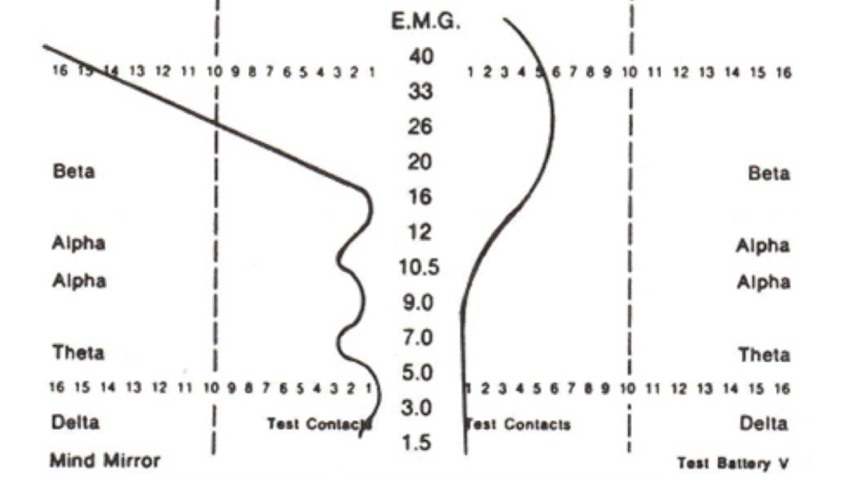 E.M.G.
40
16 15 14 13 12 11 10 9 8 7 6 5 4 3 2 1 1 2 3 4 5 6 7 8 9 10 11 12 13 14 15 16
33
26
20
Beta Beta
16
12
Alpha Alpha
10.5
Alpha Alpha
9.0
7.0
Theta Theta
5.0
16 15 14 13 12 11 10 9 8 7 6 5 4 3 2 1 1 2 3 4 5 6 7 8 9 10 11 12 13 14 15 16
3.0
Delta Test Contacts Test Contacts Delta
1.5
Mind Mirror Test Battery V